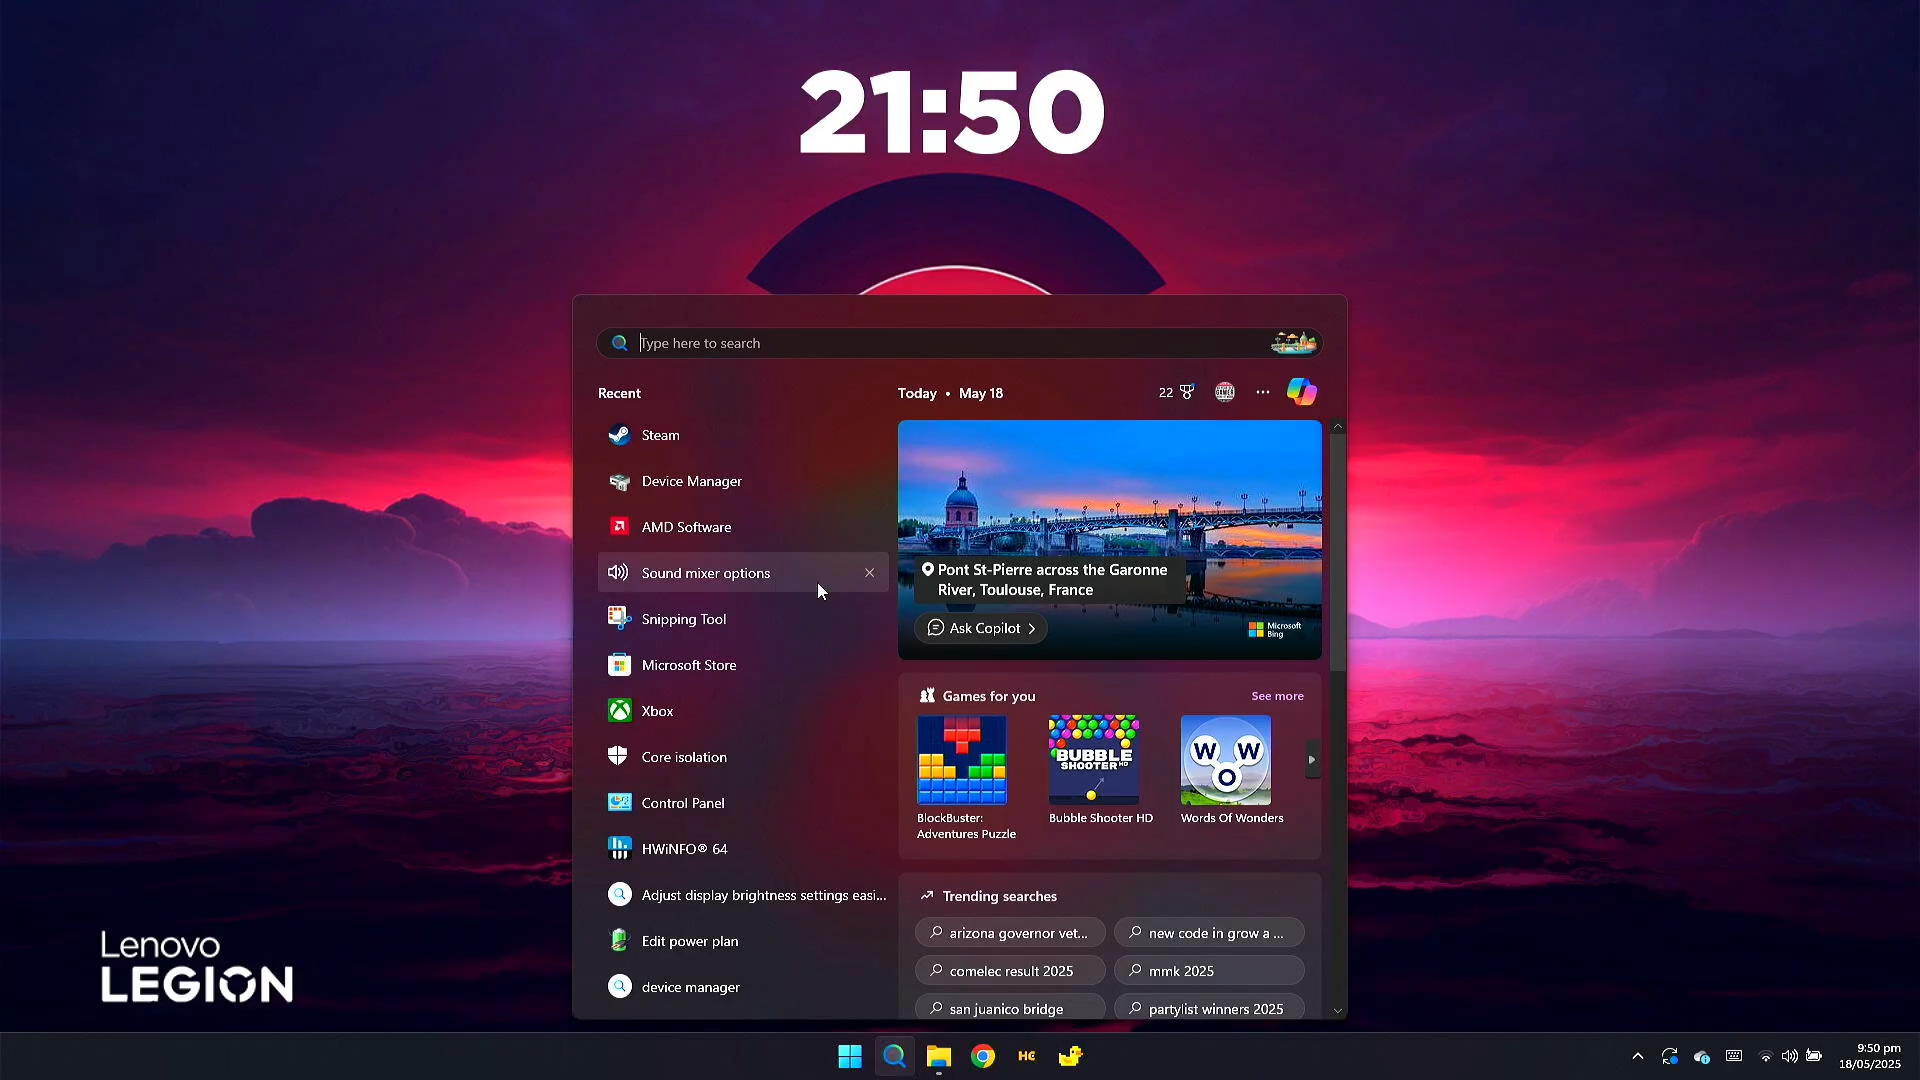 21:50
Type here to search
Recent
Steam
Device Manager
AMD Software
Sound mixer options
Snipping Tool
Microsoft Store
Xbox
Core isolation
Control Panel
HWiNFO® 64
Adjust display brightness settings easi...
Edit power plan
device manager
Today • May 18
22
Pont St-Pierre across the Garonne
River, Toulouse, France
Ask Copilot
Microsoft
Bing
Games for you
See more
BUBBLE
SHOOTER HD
W W
O
BlockBuster:
Adventures Puzzle
Bubble Shooter HD
Words Of Wonders
Trending searches
arizona governor vet...
new code in grow a ...
comelec result 2025
mmk 2025
san juanico bridge
partylist winners 2025
Lenovo
LEGION
HC
9:50 pm
18/05/2025